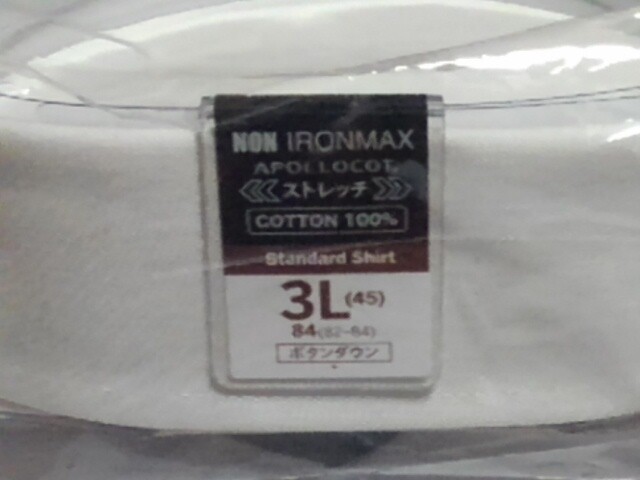 NON IRONMAX
APOLLOCOT
ストレッチ
COTTON 100%
Standard Shirt
3L(45)
84(82-84)
ボタンダウン